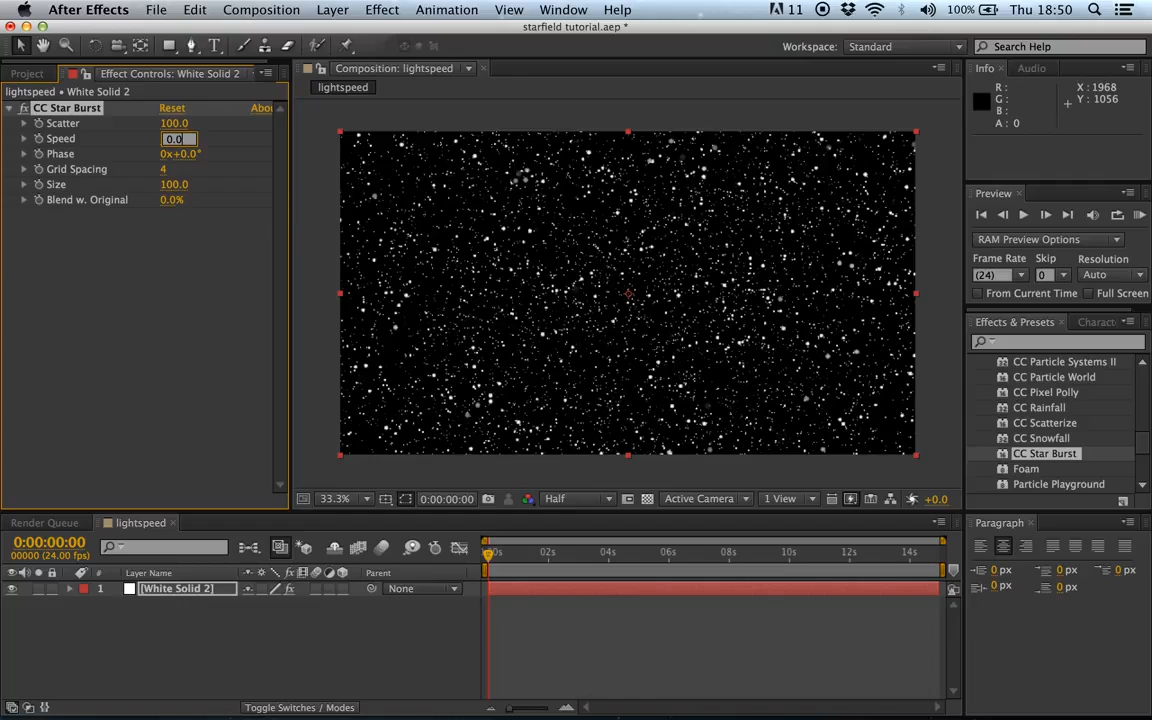 After Effects File Edit Composition Layer Effect Animation View Window Help 11 100% Thu 18:50
starfield tutorial.aep *
Workspace: Standard Search Help
Project Effect Controls: White Solid 2
Composition: lightspeed
Info Audio
lightspeed • White Solid 2
lightspeed
R:
G:
B:
A: 0
X: 1968
Y: 1056
CC Star Burst Reset
Scatter 100.0
Speed 0.0
Phase 0x+0.0°
Grid Spacing 4
Size 100.0
Blend w. Original 0.0%
Preview
RAM Preview Options
Frame Rate Skip Resolution
(24) 0 Auto
From Current Time Full Screen
Effects & Presets
CC Particle Systems II
CC Particle World
CC Pixel Polly
CC Rainfall
CC Scatterize
CC Snowfall
CC Star Burst
Foam
Particle Playground
33.3% 0:00:00:00 Half Active Camera 1 View +0.0
Render Queue lightspeed
0:00:00:00
00000 (24.00 fps)
02s 04s 06s 08s 10s 12s 14s
# Layer Name Parent
1 [White Solid 2] None
Toggle Switches / Modes
Paragraph
0 px 0 px 0 px
0 px 0 px